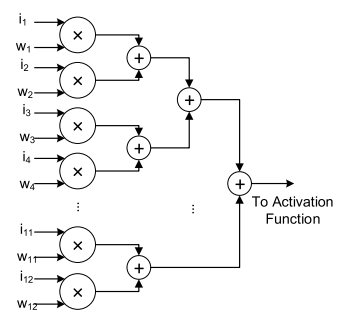 i1
×
w1
+
i2
×
w2
+
i3
×
w3
+
i4
×
w4
+
To Activation
Function
...
...
i11
×
w11
+
i12
×
w12